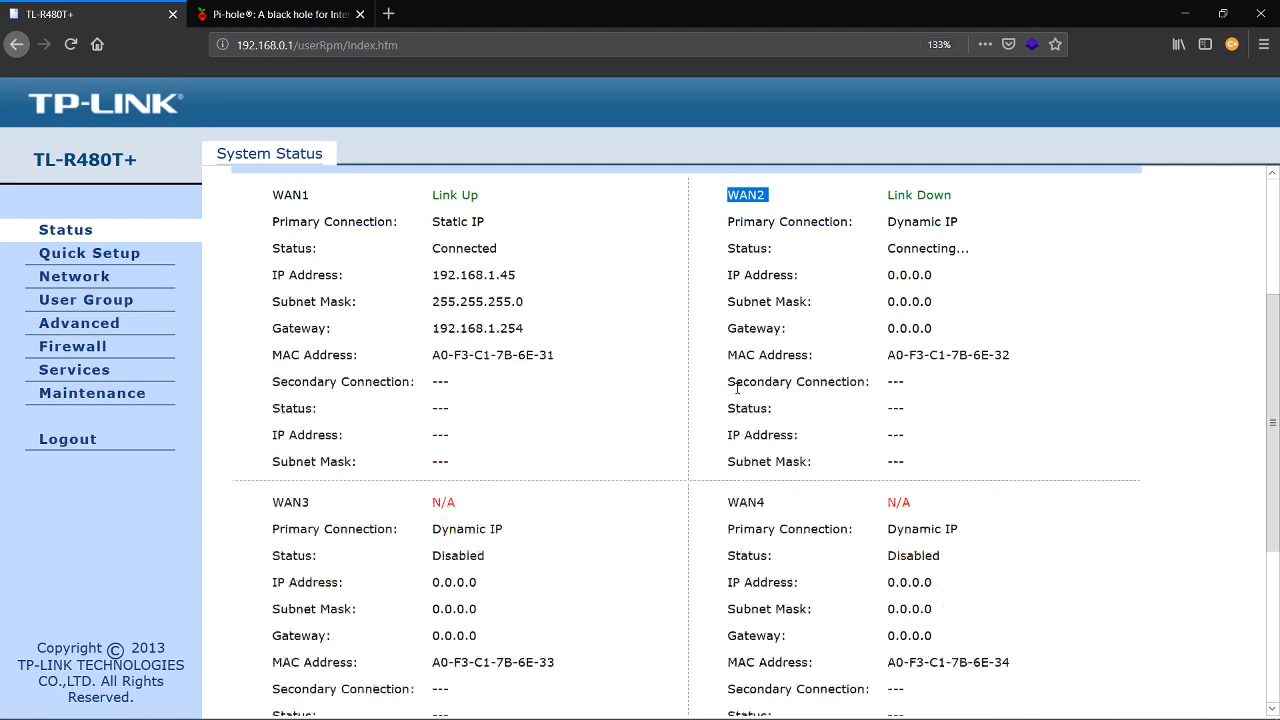 TL-R480T+
Pi-hole®: A black hole for Inter
192.168.0.1/userRpm/Index.htm
133%
TP-LINK®
TL-R480T+
System Status
Status
Quick Setup
Network
User Group
Advanced
Firewall
Services
Maintenance
Logout
Copyright © 2013
TP-LINK TECHNOLOGIES
CO.,LTD. All Rights
Reserved.
WAN1 Link Up
Primary Connection: Static IP
Status: Connected
IP Address: 192.168.1.45
Subnet Mask: 255.255.255.0
Gateway: 192.168.1.254
MAC Address: A0-F3-C1-7B-6E-31
Secondary Connection: ---
Status: ---
IP Address: ---
Subnet Mask: ---
WAN2 Link Down
Primary Connection: Dynamic IP
Status: Connecting...
IP Address: 0.0.0.0
Subnet Mask: 0.0.0.0
Gateway: 0.0.0.0
MAC Address: A0-F3-C1-7B-6E-32
Secondary Connection: ---
Status: ---
IP Address: ---
Subnet Mask: ---
WAN3 N/A
Primary Connection: Dynamic IP
Status: Disabled
IP Address: 0.0.0.0
Subnet Mask: 0.0.0.0
Gateway: 0.0.0.0
MAC Address: A0-F3-C1-7B-6E-33
Secondary Connection: ---
Status: ---
WAN4 N/A
Primary Connection: Dynamic IP
Status: Disabled
IP Address: 0.0.0.0
Subnet Mask: 0.0.0.0
Gateway: 0.0.0.0
MAC Address: A0-F3-C1-7B-6E-34
Secondary Connection: ---
Status: ---